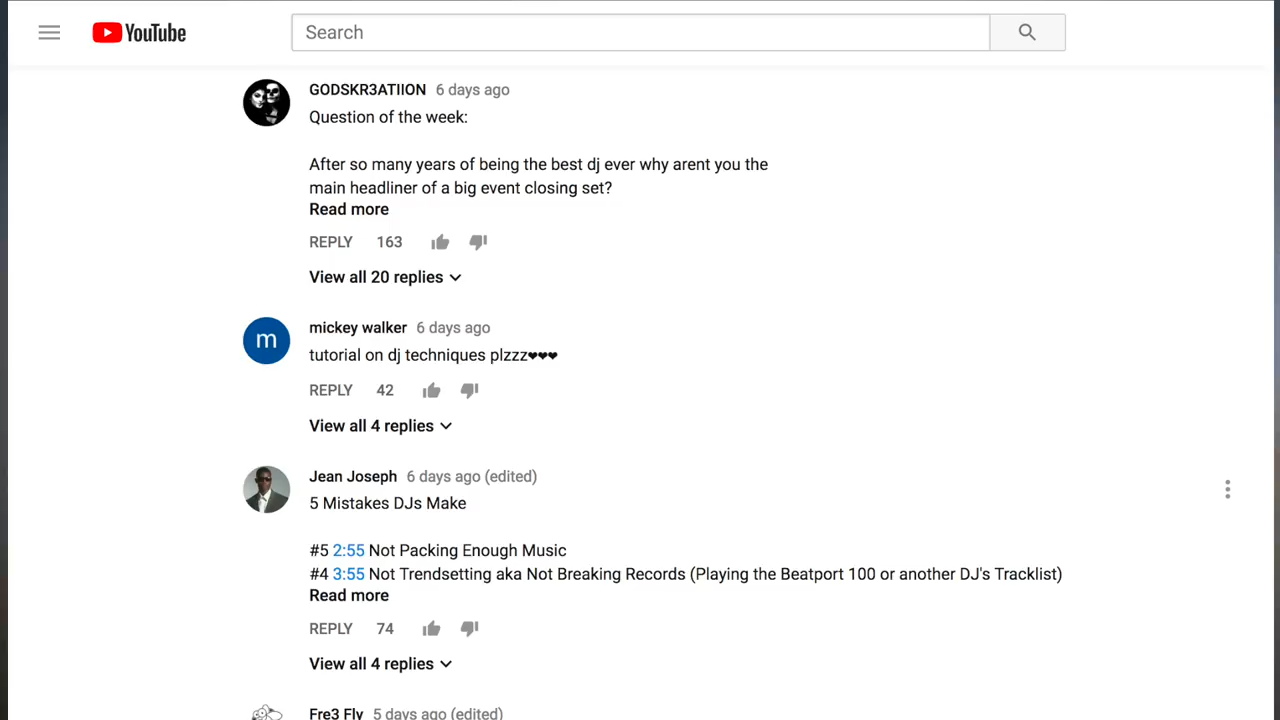 YouTube
Search
GODSKR3ATIION 6 days ago
Question of the week:
After so many years of being the best dj ever why arent you the
main headliner of a big event closing set?
Read more
REPLY 163
View all 20 replies
m
mickey walker 6 days ago
tutorial on dj techniques plzzz❤❤❤
REPLY 42
View all 4 replies
Jean Joseph 6 days ago (edited)
5 Mistakes DJs Make
#5 2:55 Not Packing Enough Music
#4 3:55 Not Trendsetting aka Not Breaking Records (Playing the Beatport 100 or another DJ's Tracklist)
Read more
REPLY 74
View all 4 replies
Fre3 Fly 5 days ago (edited)